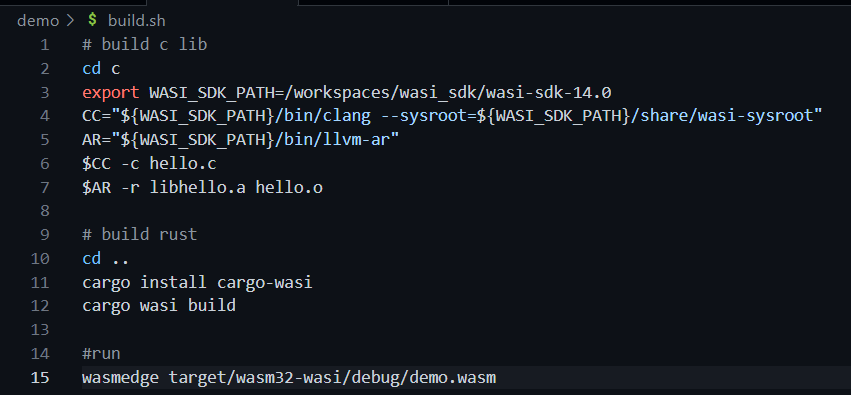 demo > $ build.sh
1 # build c lib
2 cd c
3 export WASI_SDK_PATH=/workspaces/wasi_sdk/wasi-sdk-14.0
4 CC="${WASI_SDK_PATH}/bin/clang --sysroot=${WASI_SDK_PATH}/share/wasi-sysroot"
5 AR="${WASI_SDK_PATH}/bin/llvm-ar"
6 $CC -c hello.c
7 $AR -r libhello.a hello.o
8
9 # build rust
10 cd ..
11 cargo install cargo-wasi
12 cargo wasi build
13
14 #run
15 wasmedge target/wasm32-wasi/debug/demo.wasm